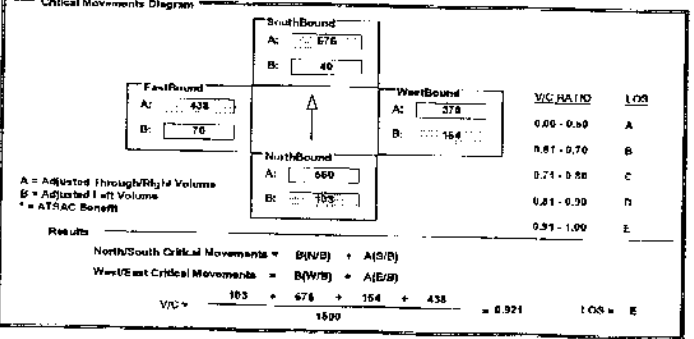 Critical Movements Diagram
SouthBound
A: 676
B: 40
EastBound
A: 438
B: 70
WestBound
A: 378
B: 154
NorthBound
A: 660
B: 103
V/C RATIO LOS
0.00 - 0.60 A
0.61 - 0.70 B
0.71 - 0.80 C
0.81 - 0.90 D
0.91 - 1.00 E
A = Adjusted Through/Right Volume
B = Adjusted Left Volume
* = ATSAC Benefit
Results
North/South Critical Movements = B(N/B) + A(S/B)
West/East Critical Movements = B(W/B) + A(E/B)
V/C = 103 + 676 + 154 + 438
1500
= 0.921 LOS = E